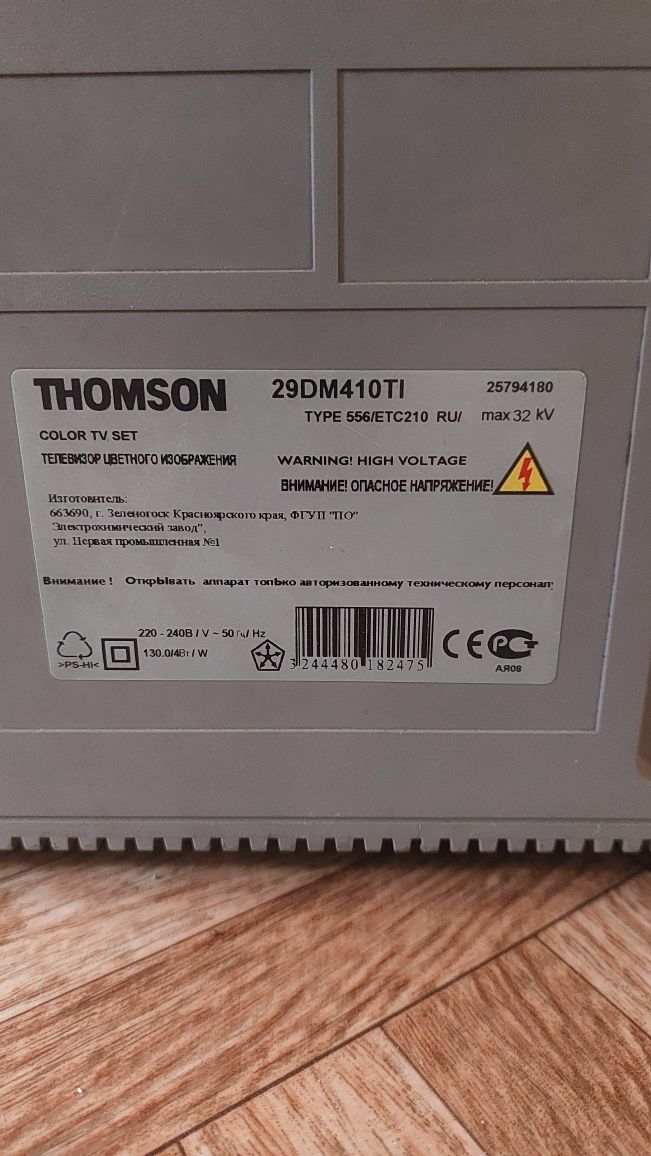 THOMSON 29DM410TI 25794180
TYPE 556/ETC210 RU/ max 32 kV
COLOR TV SET
ТЕЛЕВИЗОР ЦВЕТНОГО ИЗОБРАЖЕНИЯ
WARNING! HIGH VOLTAGE
ВНИМАНИЕ! ОПАСНОЕ НАПРЯЖЕНИЕ!
Изготовитель:
663690, г. Зеленогоск Красноярского края, ФГУП "ПО"
Электрохимический завод",
ул. Первая промышленная №1
Внимание ! Открывать аппарат только авторизованному техническому персоналу
220 - 240В / V ~ 50 Гц/ Hz
130.0/4Вт / W
>PS-HI<
3 244480 182475
CE PC
АЯ08